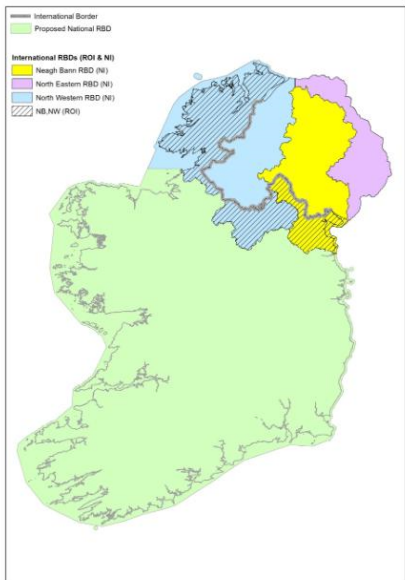 International Border
Proposed National RBD
International RBDs (ROI & NI)
Neagh Bann RBD (NI)
North Eastern RBD (NI)
North Western RBD (NI)
NB,NW (ROI)